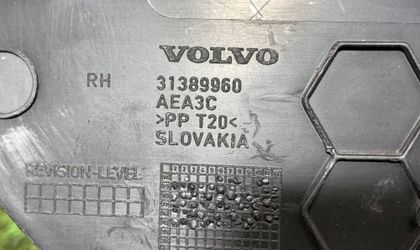 VOLVO
RH 31389960
AEA3C
>PP T20<
SLOVAKIA
REVISION-LEVEL